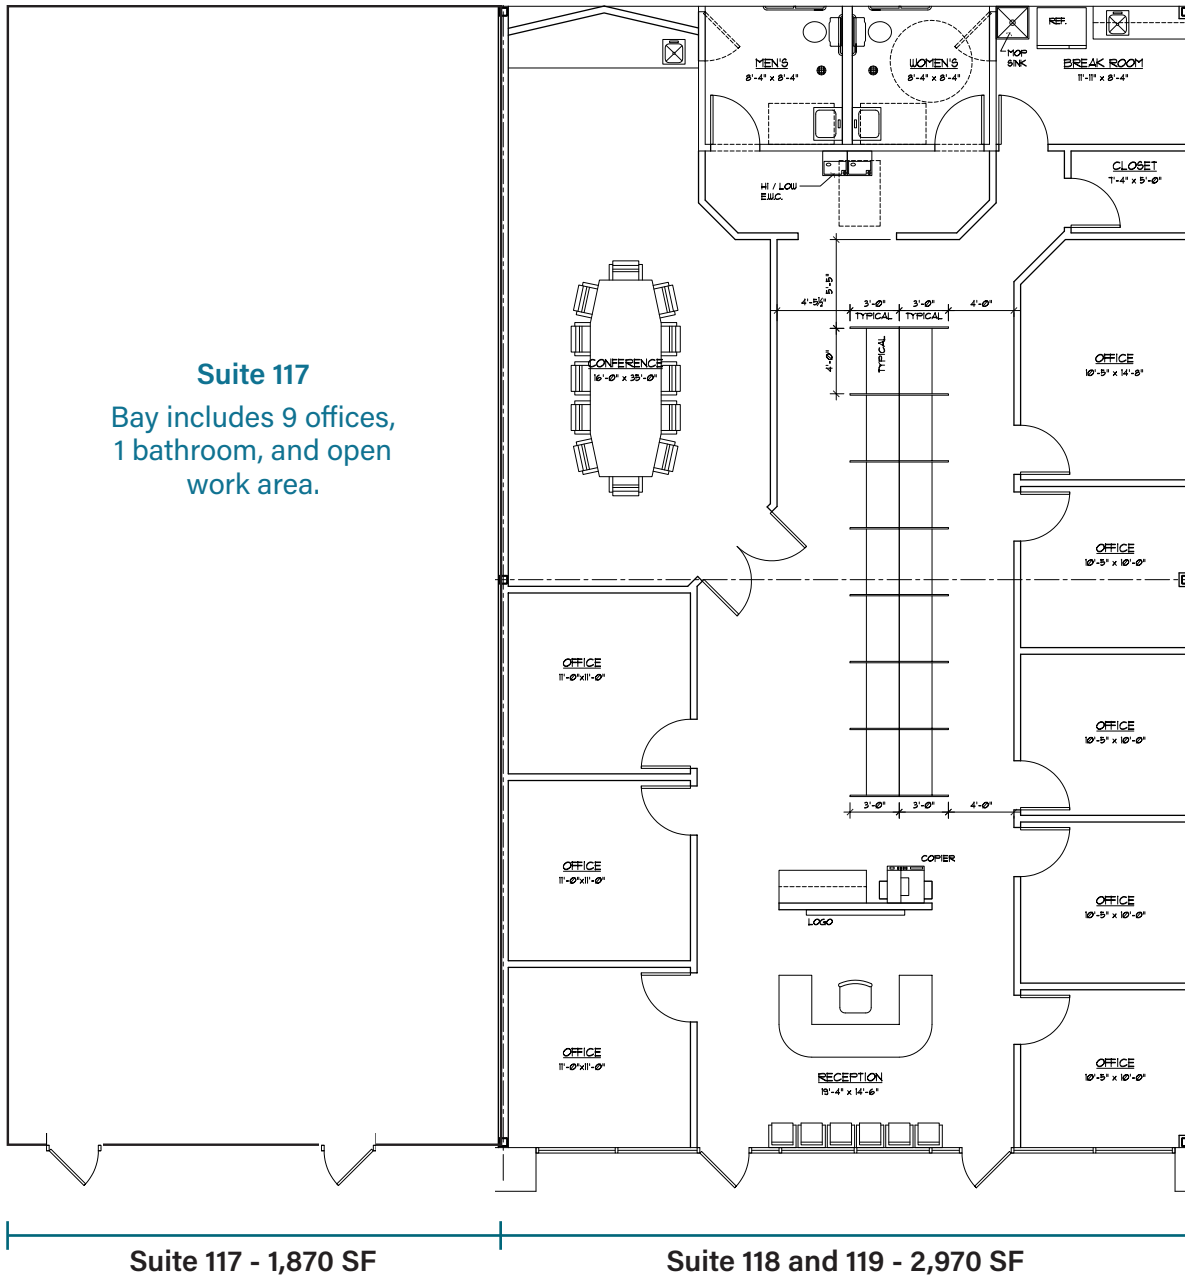 MEN'S
8'-4" x 8'-4"
WOMEN'S
8'-4" x 8'-4"
MOP
SINK
REF.
BREAK ROOM
11'-11" x 8'-4"
CLOSET
7'-4" x 5'-0"
HI / LOW
E.W.C.
5'-5"
4'-5½"
3'-0"
3'-0"
4'-0"
TYPICAL
TYPICAL
4'-0"
TYPICAL
CONFERENCE
16'-0" x 35'-0"
OFFICE
10'-5" x 14'-8"
Suite 117
Bay includes 9 offices,
1 bathroom, and open
work area.
OFFICE
10'-5" x 10'-0"
OFFICE
11'-0"x11'-0"
OFFICE
10'-5" x 10'-0"
3'-0"
3'-0"
4'-0"
COPIER
OFFICE
11'-0"x11'-0"
LOGO
OFFICE
10'-5" x 10'-0"
OFFICE
11'-0"x11'-0"
RECEPTION
19'-4" x 14'-6"
OFFICE
10'-5" x 10'-0"
Suite 117 - 1,870 SF
Suite 118 and 119 - 2,970 SF